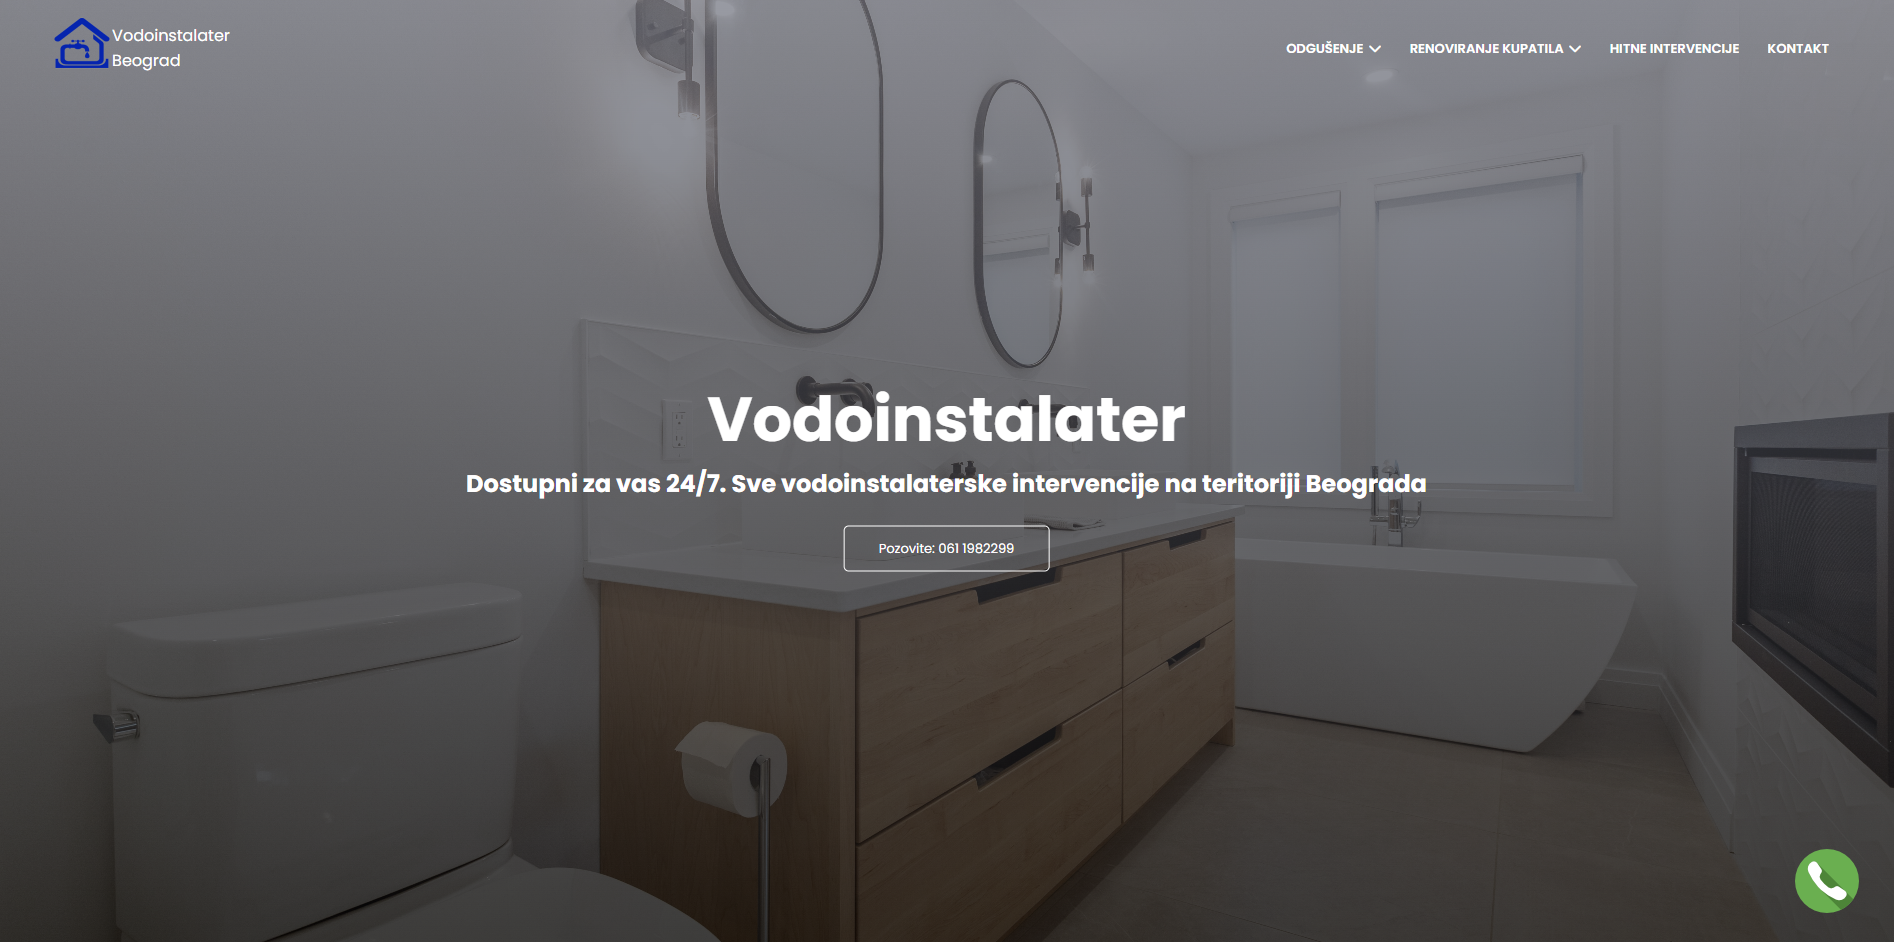 Vodoinstalater
Beograd
ODGUŠENJE
RENOVIRANJE KUPATILA
HITNE INTERVENCIJE
KONTAKT
Vodoinstalater
Dostupni za vas 24/7. Sve vodoinstalaterske intervencije na teritoriji Beograda
Pozovite: 061 1982299